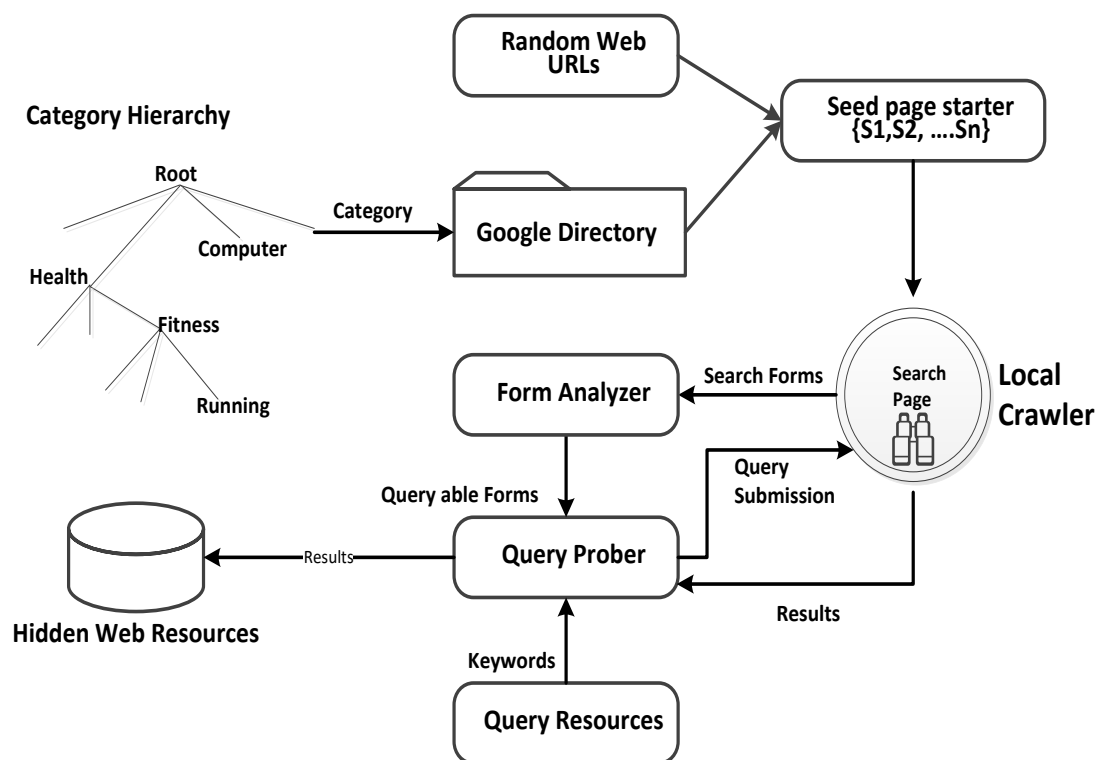 Random Web
URLs
Seed page starter
{S1,S2, ....Sn}
Category Hierarchy
Root
Category
Google Directory
Computer
Health
Fitness
Running
Form Analyzer
Search Forms
Search
Page
Local
Crawler
Query able Forms
Query
Submission
Query Prober
Results
Hidden Web Resources
Results
Keywords
Query Resources